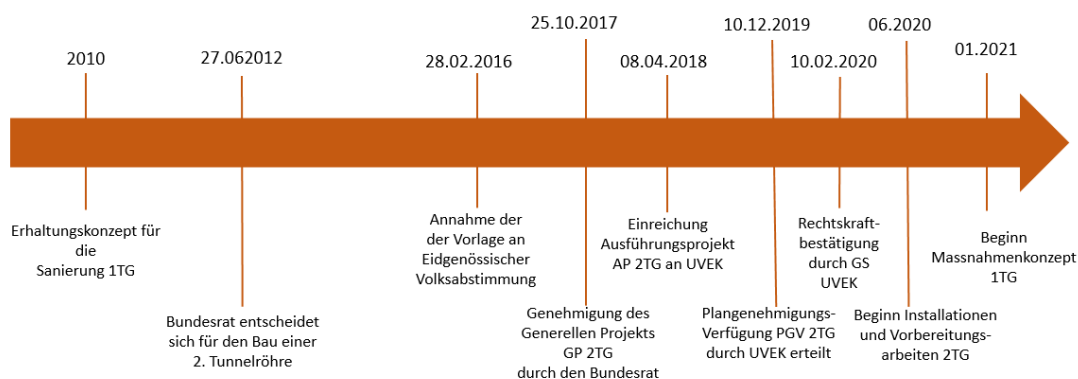 2010
Erhaltungskonzept für
die
Sanierung 1TG
27.062012
Bundesrat entscheidet
sich für den Bau einer
2. Tunnelröhre
28.02.2016
Annahme der
der Vorlage an
Eidgenössischer
Volksabstimmung
25.10.2017
Genehmigung des
Generellen Projekts
GP 2TG
durch den Bundesrat
08.04.2018
Einreichung
Ausführungsprojekt
AP 2TG an UVEK
10.12.2019
Plangenehmigungs-
Verfügung PGV 2TG
durch UVEK erteilt
10.02.2020
Rechtskraft-
bestätigung
durch GS
UVEK
06.2020
Beginn Installationen
und Vorbereitungs-
arbeiten 2TG
01.2021
Beginn
Massnahmenkonzept
1TG